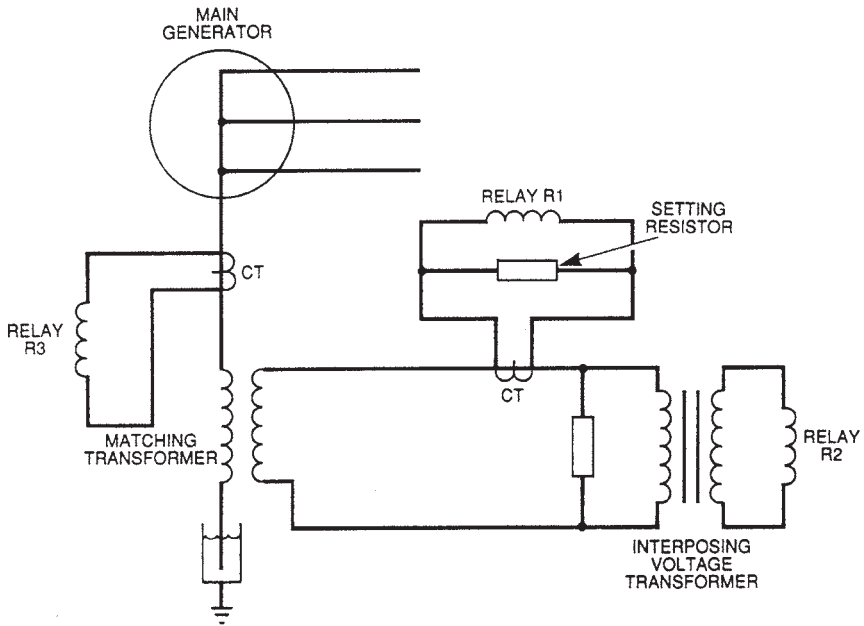 MAIN
GENERATOR
RELAY R1
SETTING
RESISTOR
CT
RELAY
R3
CT
MATCHING
TRANSFORMER
RELAY
R2
INTERPOSING
VOLTAGE
TRANSFORMER